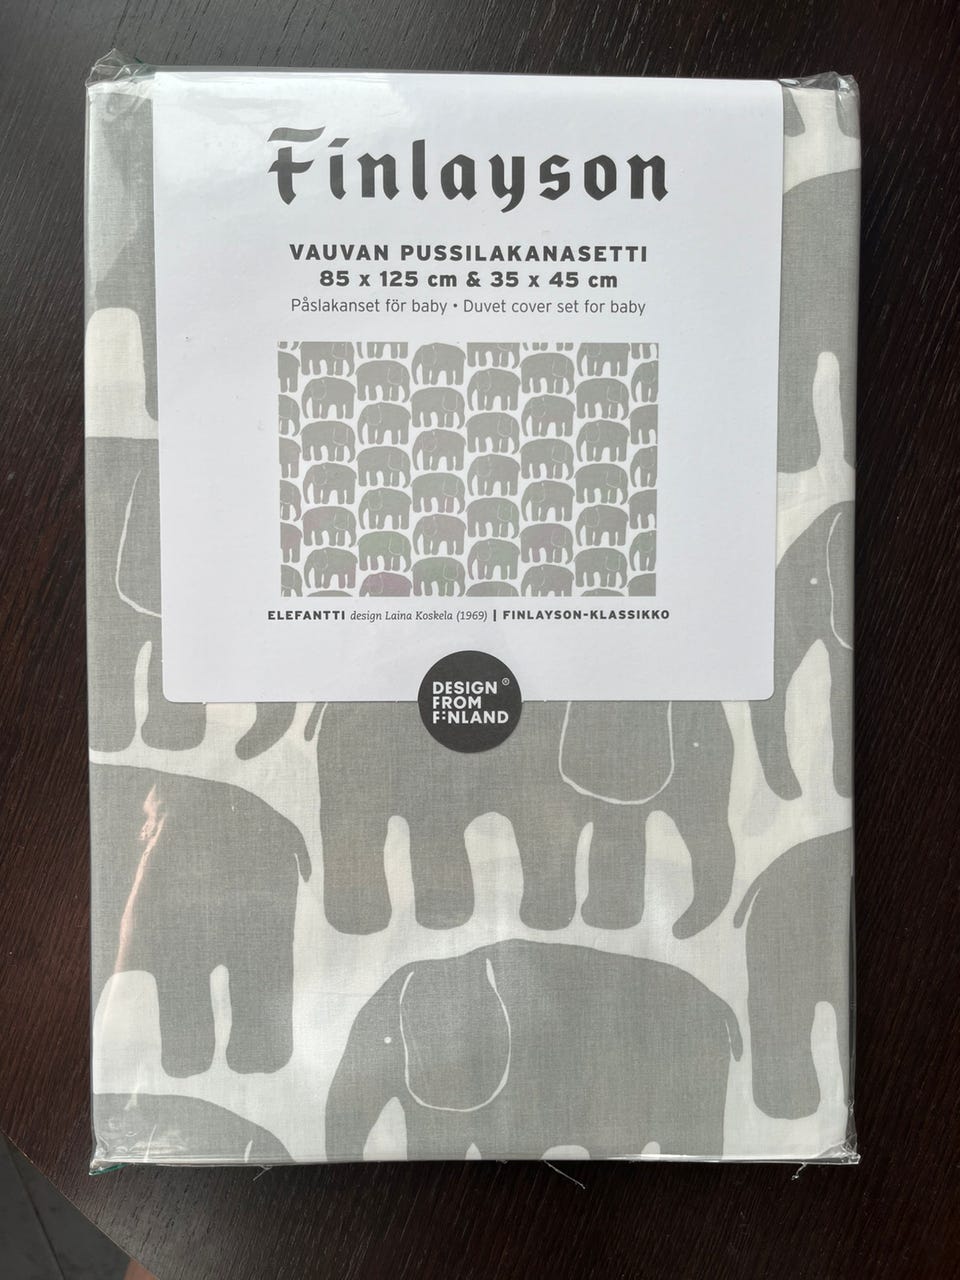 Finlayson
VAUVAN PUSSILAKANASETTI
85 x 125 cm & 35 x 45 cm
Påslakanset för baby • Duvet cover set for baby
ELEFANTTI design Laina Koskela (1969) | FINLAYSON-KLASSIKKO
DESIGN ®
FROM
FINLAND